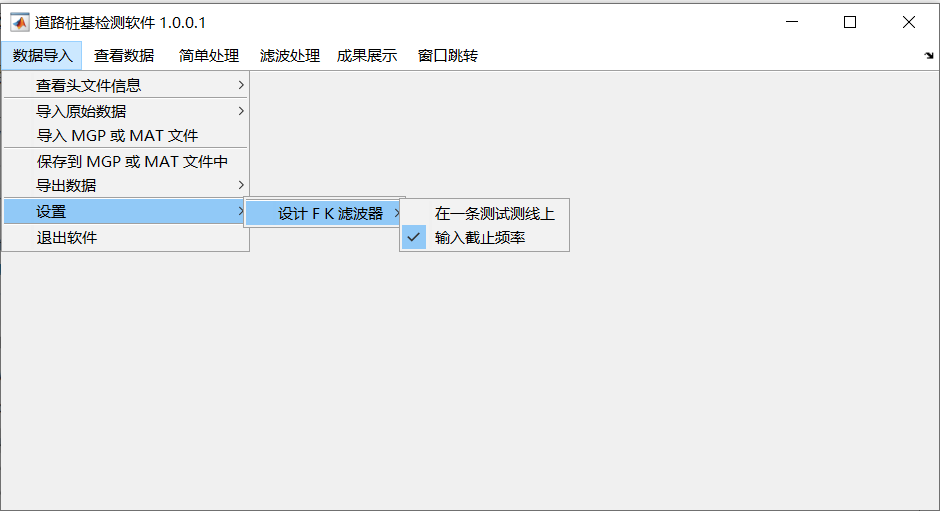 道路桩基检测软件 1.0.0.1
数据导入 查看数据 简单处理 滤波处理 成果展示 窗口跳转
查看头文件信息
导入原始数据
导入 MGP 或 MAT 文件
保存到 MGP 或 MAT 文件中
导出数据
设置
退出软件
设计 F K 滤波器
在一条测试测线上
输入截止频率